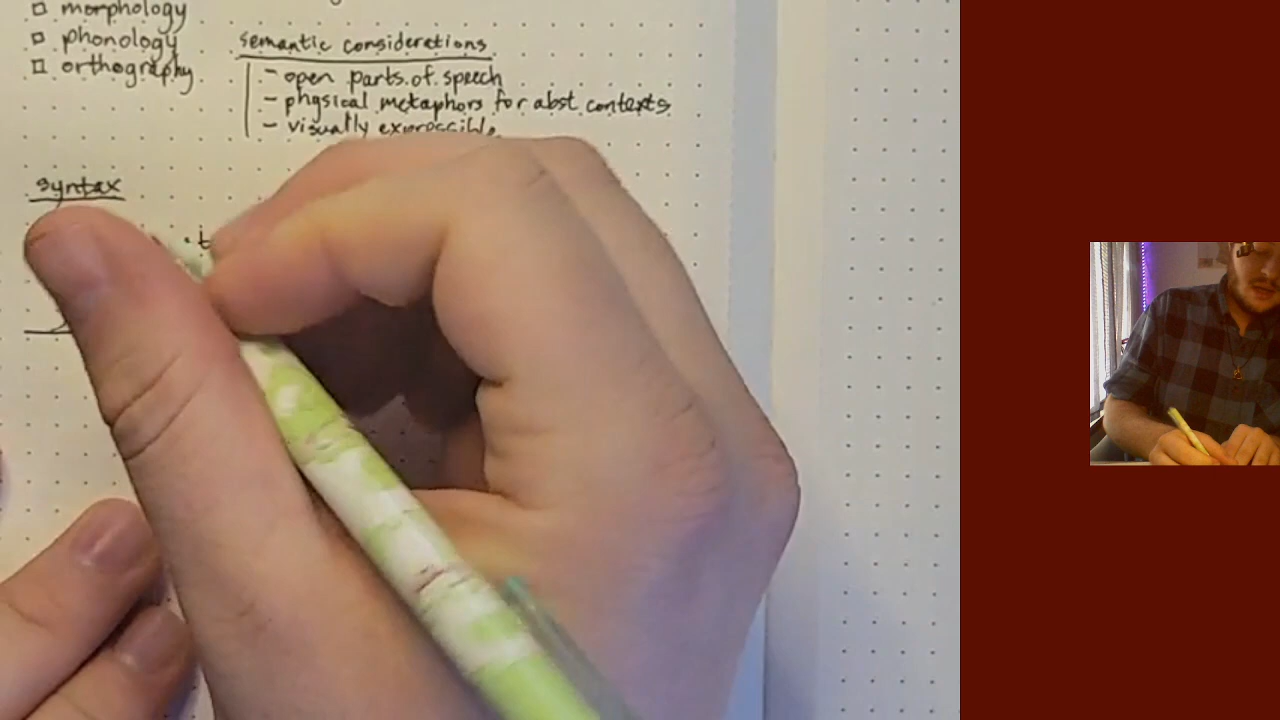 morphology
phonology
orthography
semantic considerations
- open parts of speech
- physical metaphors for abst contexts
- visually expressible
syntax